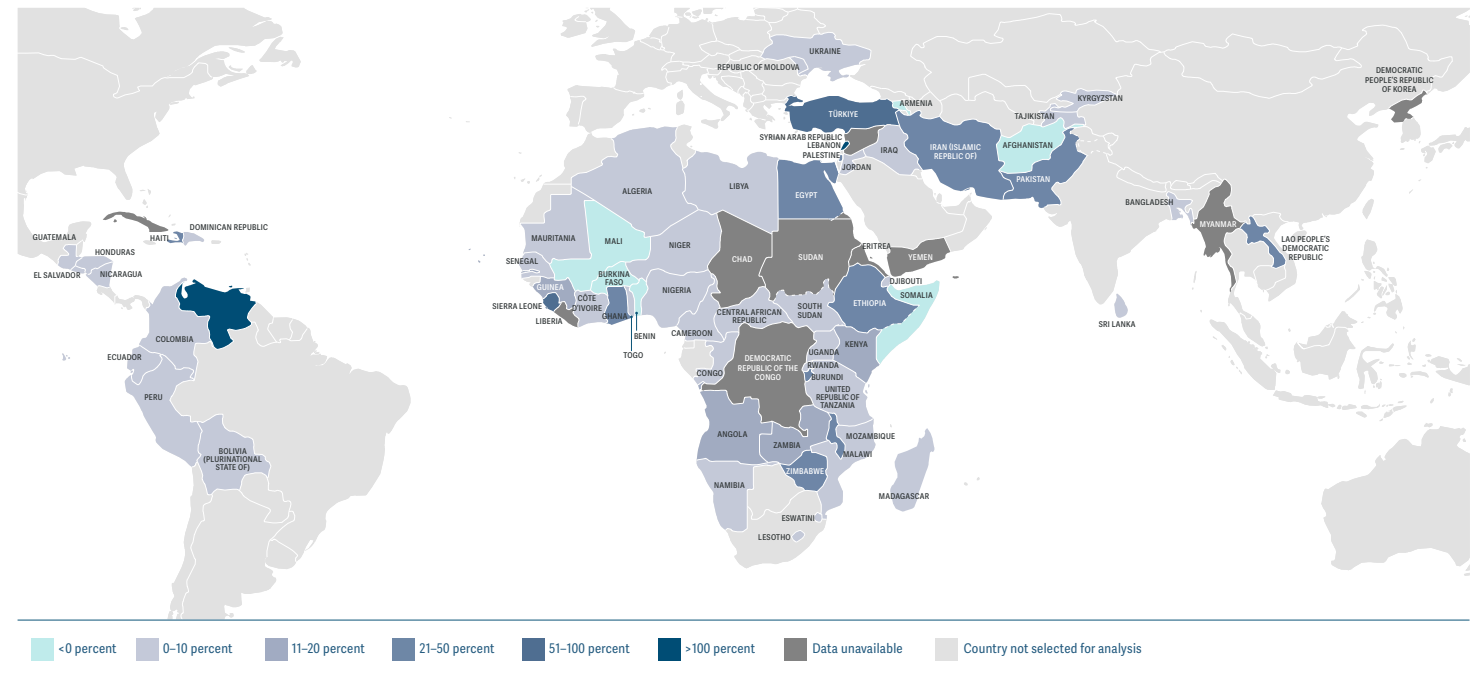 UKRAINE
REPUBLIC OF MOLDOVA
DEMOCRATIC
PEOPLE'S REPUBLIC
OF KOREA
KYRGYZSTAN
ARMENIA
TÜRKIYE
TAJIKISTAN
SYRIAN ARAB REPUBLIC
LEBANON
PALESTINE
IRAQ
IRAN (ISLAMIC
REPBLIC OF)
AFGHANISTAN
JORDAN
PAKISTAN
ALGERIA
LIBYA
EGYPT
BANGLADESH
DOMINICAN REPUBLIC
HAITI
GUATEMALA
HONDURAS
EL SALVADOR
NICARAGUA
MAURITANIA
MALI
NIGER
ERITREA
MYANMAR
LAO PEOPLE'S
DEMOCRATIC
REPUBLIC
SENEGAL
CHAD
SUDAN
YEMEN
BURKINA
FASO
GUINEA
NIGERIA
DJIBOUTI
SOMALIA
SIERRA LEONE
CÔTE
D'IVOIRE
GHANA
ETHIOPIA
SOUTH
SUDAN
CENTRAL AFRICAN
REPUBLIC
LIBERIA
BENIN
TOGO
CAMEROON
SRI LANKA
COLOMBIA
ECUADOR
PERU
BOLIVIA
(PLURINATIONAL
STATE OF)
CONGO
DEMOCRATIC
REPUBLIC OF THE
CONGO
UGANDA
KENYA
RWANDA
BURUNDI
UNITED
REPUBLIC OF
TANZANIA
ANGOLA
ZAMBIA
MOZAMBIQUE
MALAWI
ZIMBABWE
NAMIBIA
MADAGASCAR
ESWATINI
LESOTHO
<0 percent
0–10 percent
11–20 percent
21–50 percent
51–100 percent
>100 percent
Data unavailable
Country not selected for analysis